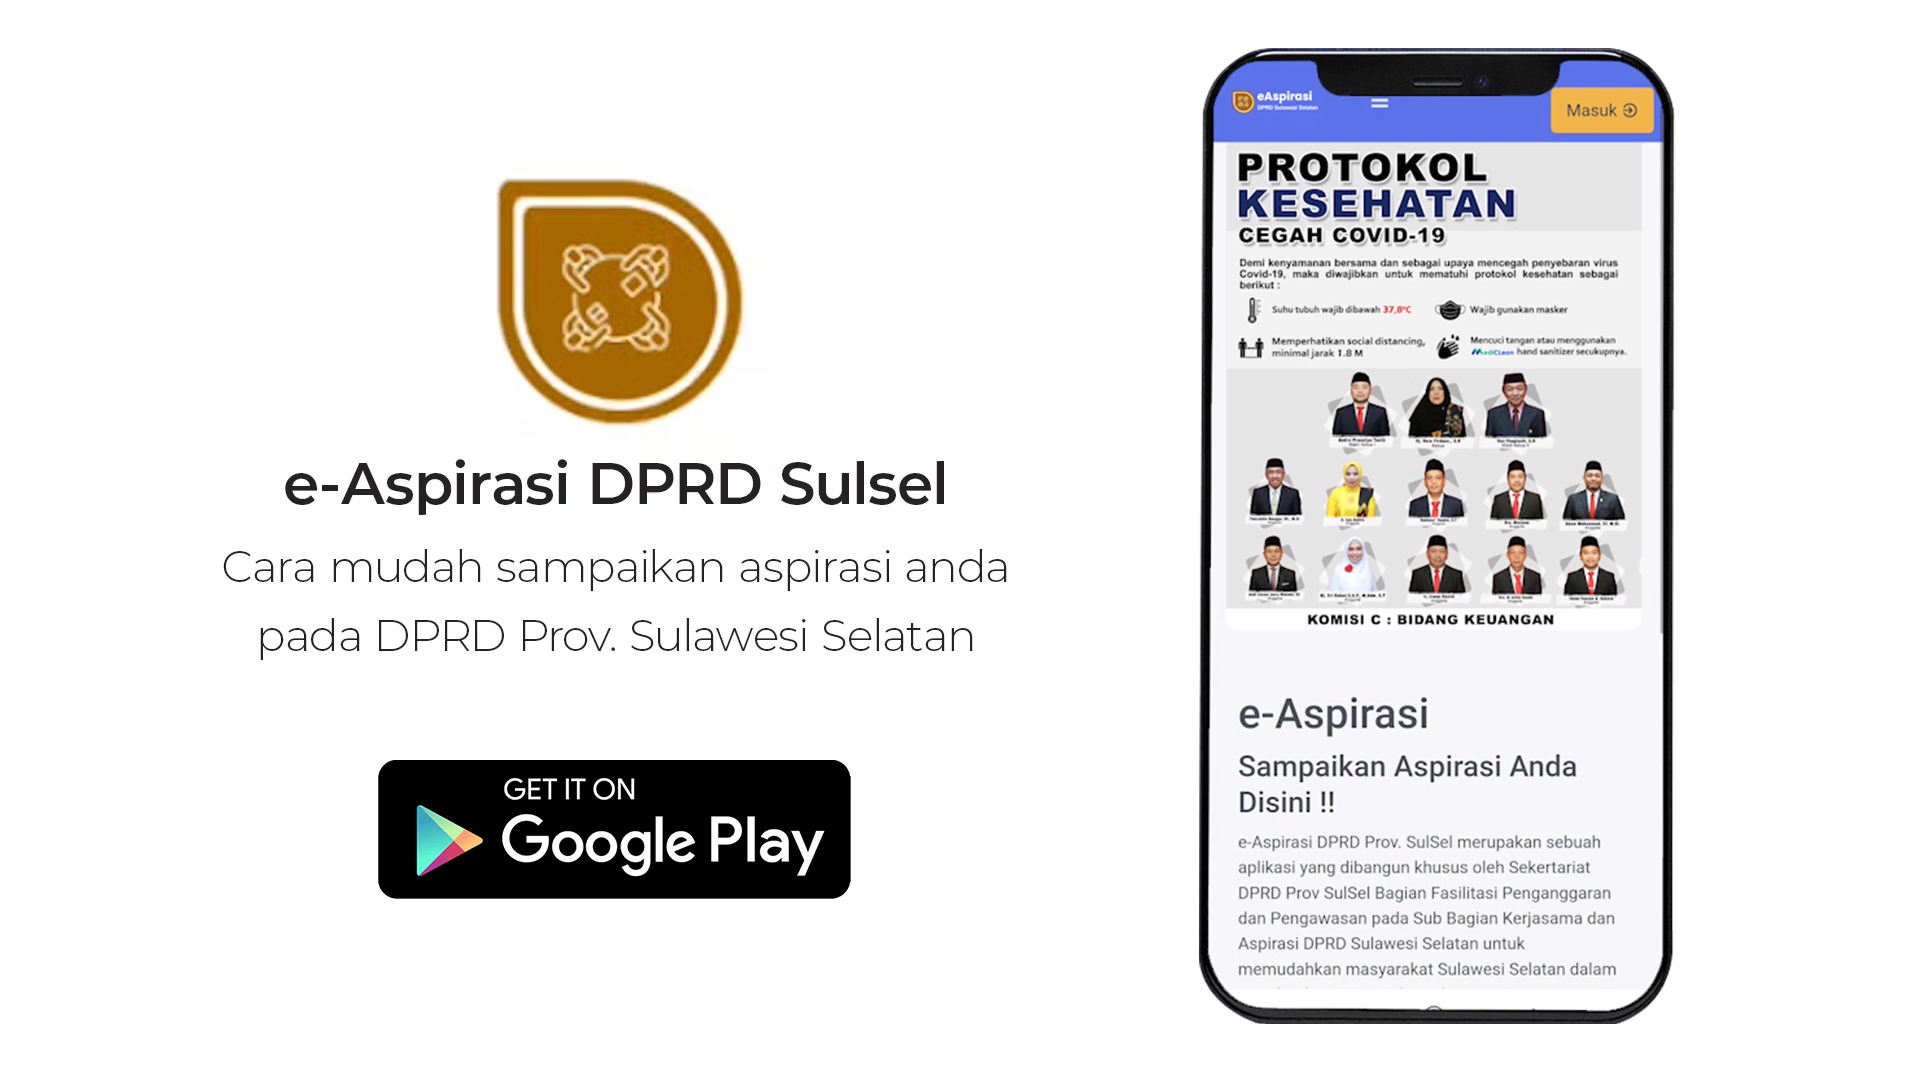 e-Aspirasi DPRD Sulsel
Cara mudah sampaikan aspirasi anda
pada DPRD Prov. Sulawesi Selatan
GET IT ON
Google Play
eAspirasi
DPRD Sulawesi Selatan
Masuk
PROTOKOL
KESEHATAN
CEGAH COVID-19
Demi kenyamanan bersama dan sebagai upaya mencegah penyebaran virus
Covid-19, maka diwajibkan untuk mematuhi protokol kesehatan sebagai
berikut :
Suhu tubuh wajib dibawah 37,8°C
Wajib gunakan masker
Memperhatikan social distancing,
minimal jarak 1.8 M
Mencuci tangan atau menggunakan
MediCLean hand sanitizer secukupnya.
KOMISI C : BIDANG KEUANGAN
e-Aspirasi
Sampaikan Aspirasi Anda
Disini !!
e-Aspirasi DPRD Prov. SulSel merupakan sebuah
aplikasi yang dibangun khusus oleh Sekertariat
DPRD Prov SulSel Bagian Fasilitasi Penganggaran
dan Pengawasan pada Sub Bagian Kerjasama dan
Aspirasi DPRD Sulawesi Selatan untuk
memudahkan masyarakat Sulawesi Selatan dalam